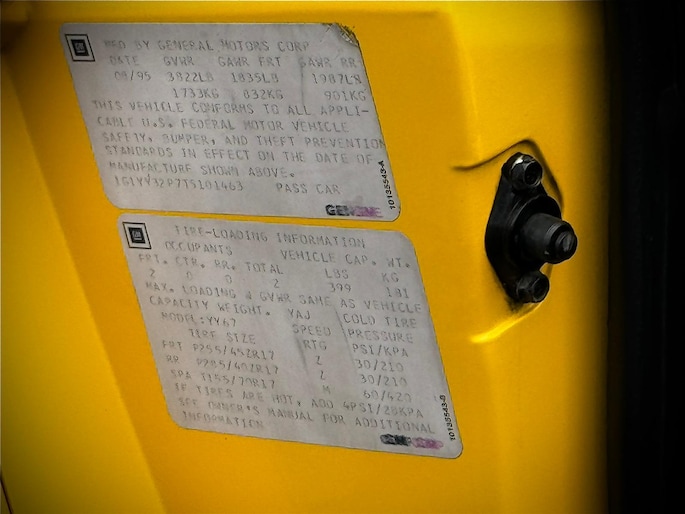 GM
MFD BY GENERAL MOTORS CORP
DATE GVWR GAWR FRT GAWR RR
08/95 3822LB 1835LB 1987LB
1733KG 832KG 901KG
THIS VEHICLE CONFORMS TO ALL APPLI-
CABLE U.S. FEDERAL MOTOR VEHICLE
SAFETY, BUMPER, AND THEFT PREVENTION
STANDARDS IN EFFECT ON THE DATE OF
MANUFACTURE SHOWN ABOVE.
1G1YY32P7T5101463 PASS CAR
10135543-A
GM
TIRE-LOADING INFORMATION
OCCUPANTS VEHICLE CAP. WT.
FRT. CTR. RR. TOTAL LBS KG
2 0 0 2 399 181
MAX. LOADING & GVWR SAME AS VEHICLE
CAPACITY WEIGHT. YAJ COLD TIRE
MODEL:YY67 SPEED PRESSURE
TIRE SIZE RTG PSI/KPA
FRT P255/45ZR17 Z 30/210
RR P285/40ZR17 Z 30/210
SPA T155/70R17 M 60/420
IF TIRES ARE HOT, ADD 4PSI/28KPA
SEE OWNER'S MANUAL FOR ADDITIONAL
INFORMATION
10135543-B